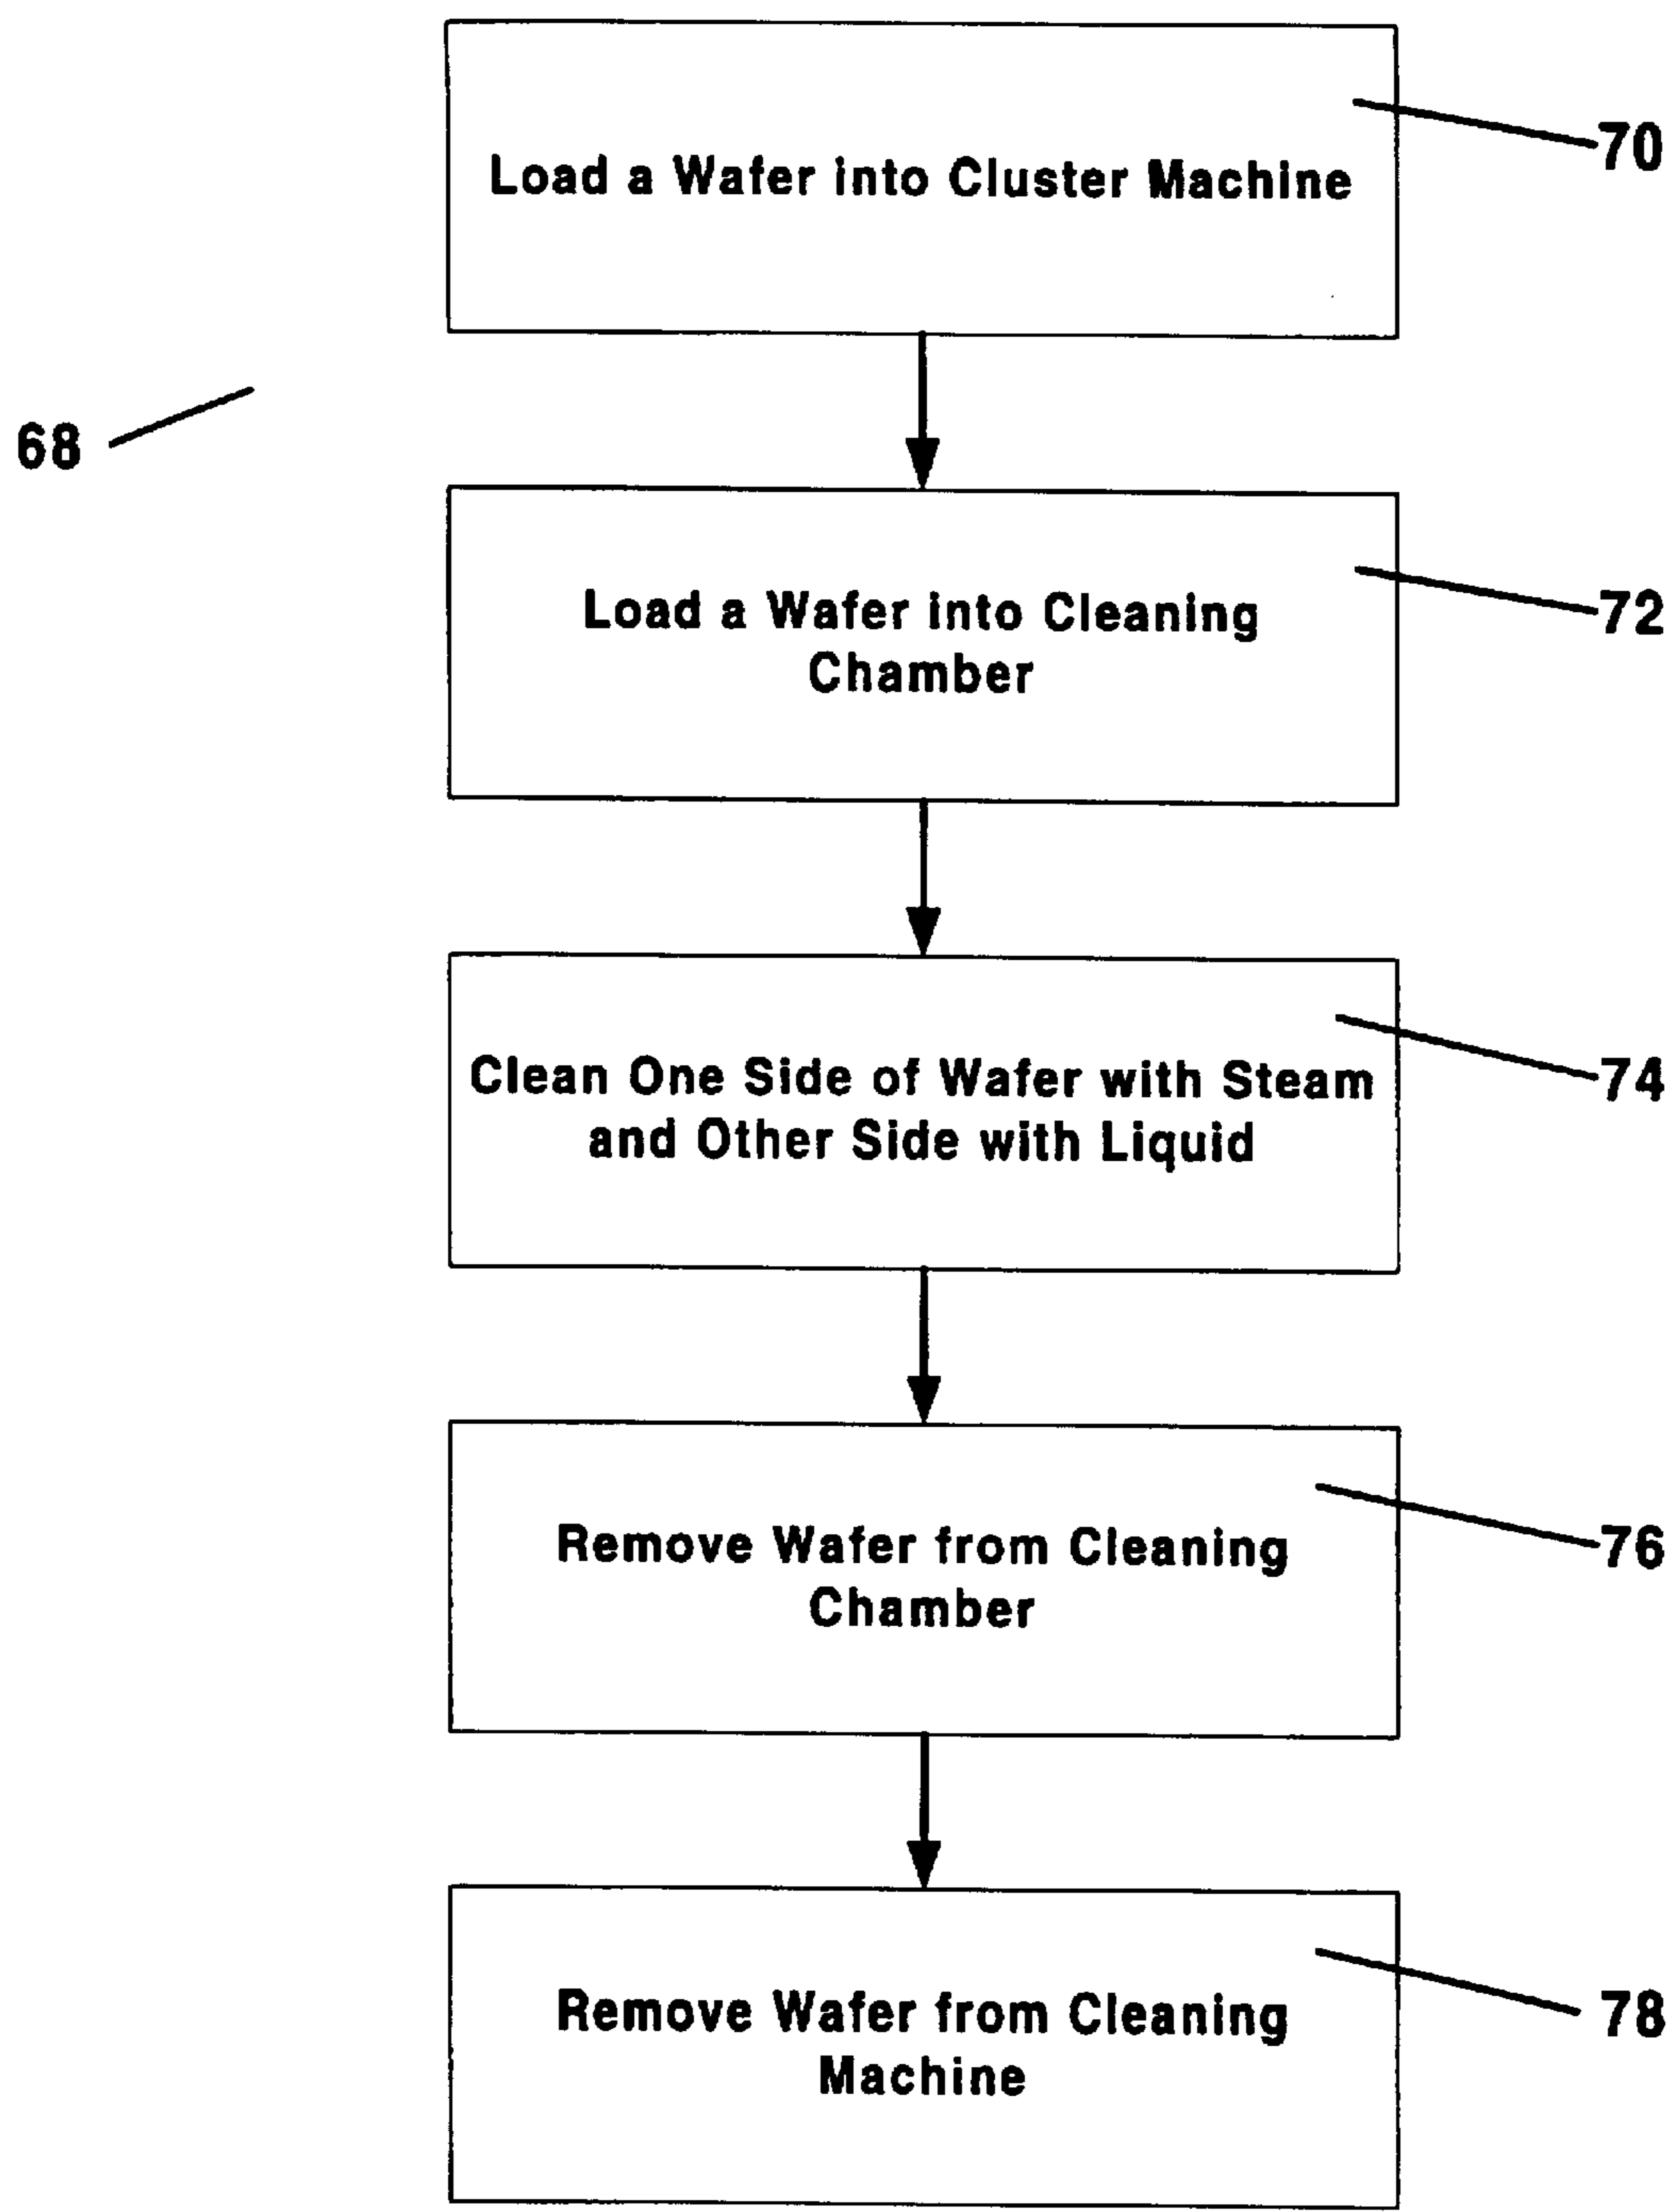 Load a Wafer into Cluster Machine
70
68
Load a Wafer into Cleaning
Chamber
72
Clean One Side of Wafer with Steam
and Other Side with Liquid
74
Remove Wafer from Cleaning
Chamber
76
Remove Wafer from Cleaning
Machine
78